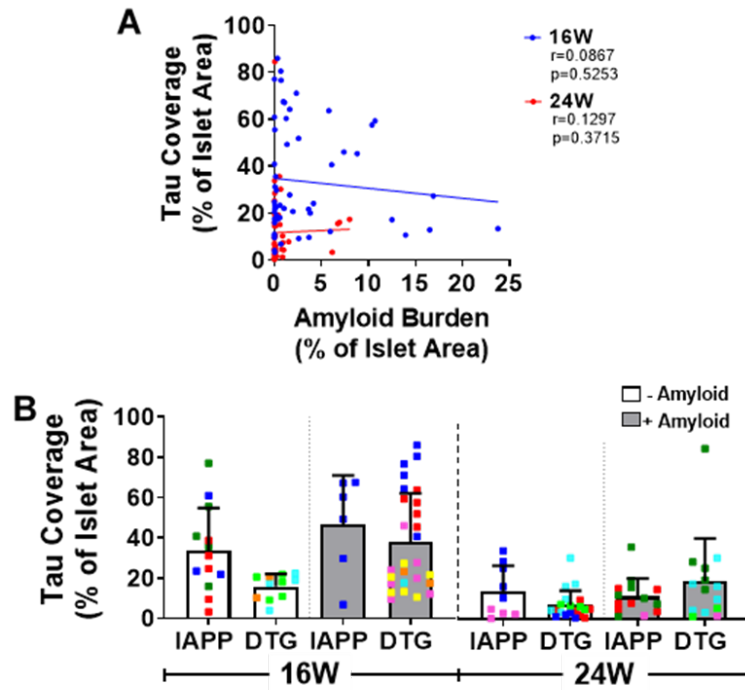 A
Tau Coverage
(% of Islet Area)
100
80
60
40
20
0
0 5 10 15 20 25
Amyloid Burden
(% of Islet Area)
16W
r=0.0867
p=0.5253
24W
r=0.1297
p=0.3715
B
- Amyloid
+ Amyloid
Tau Coverage
(% of Islet Area)
100
80
60
40
20
0
IAPP DTG IAPP DTG IAPP DTG IAPP DTG
16W 24W